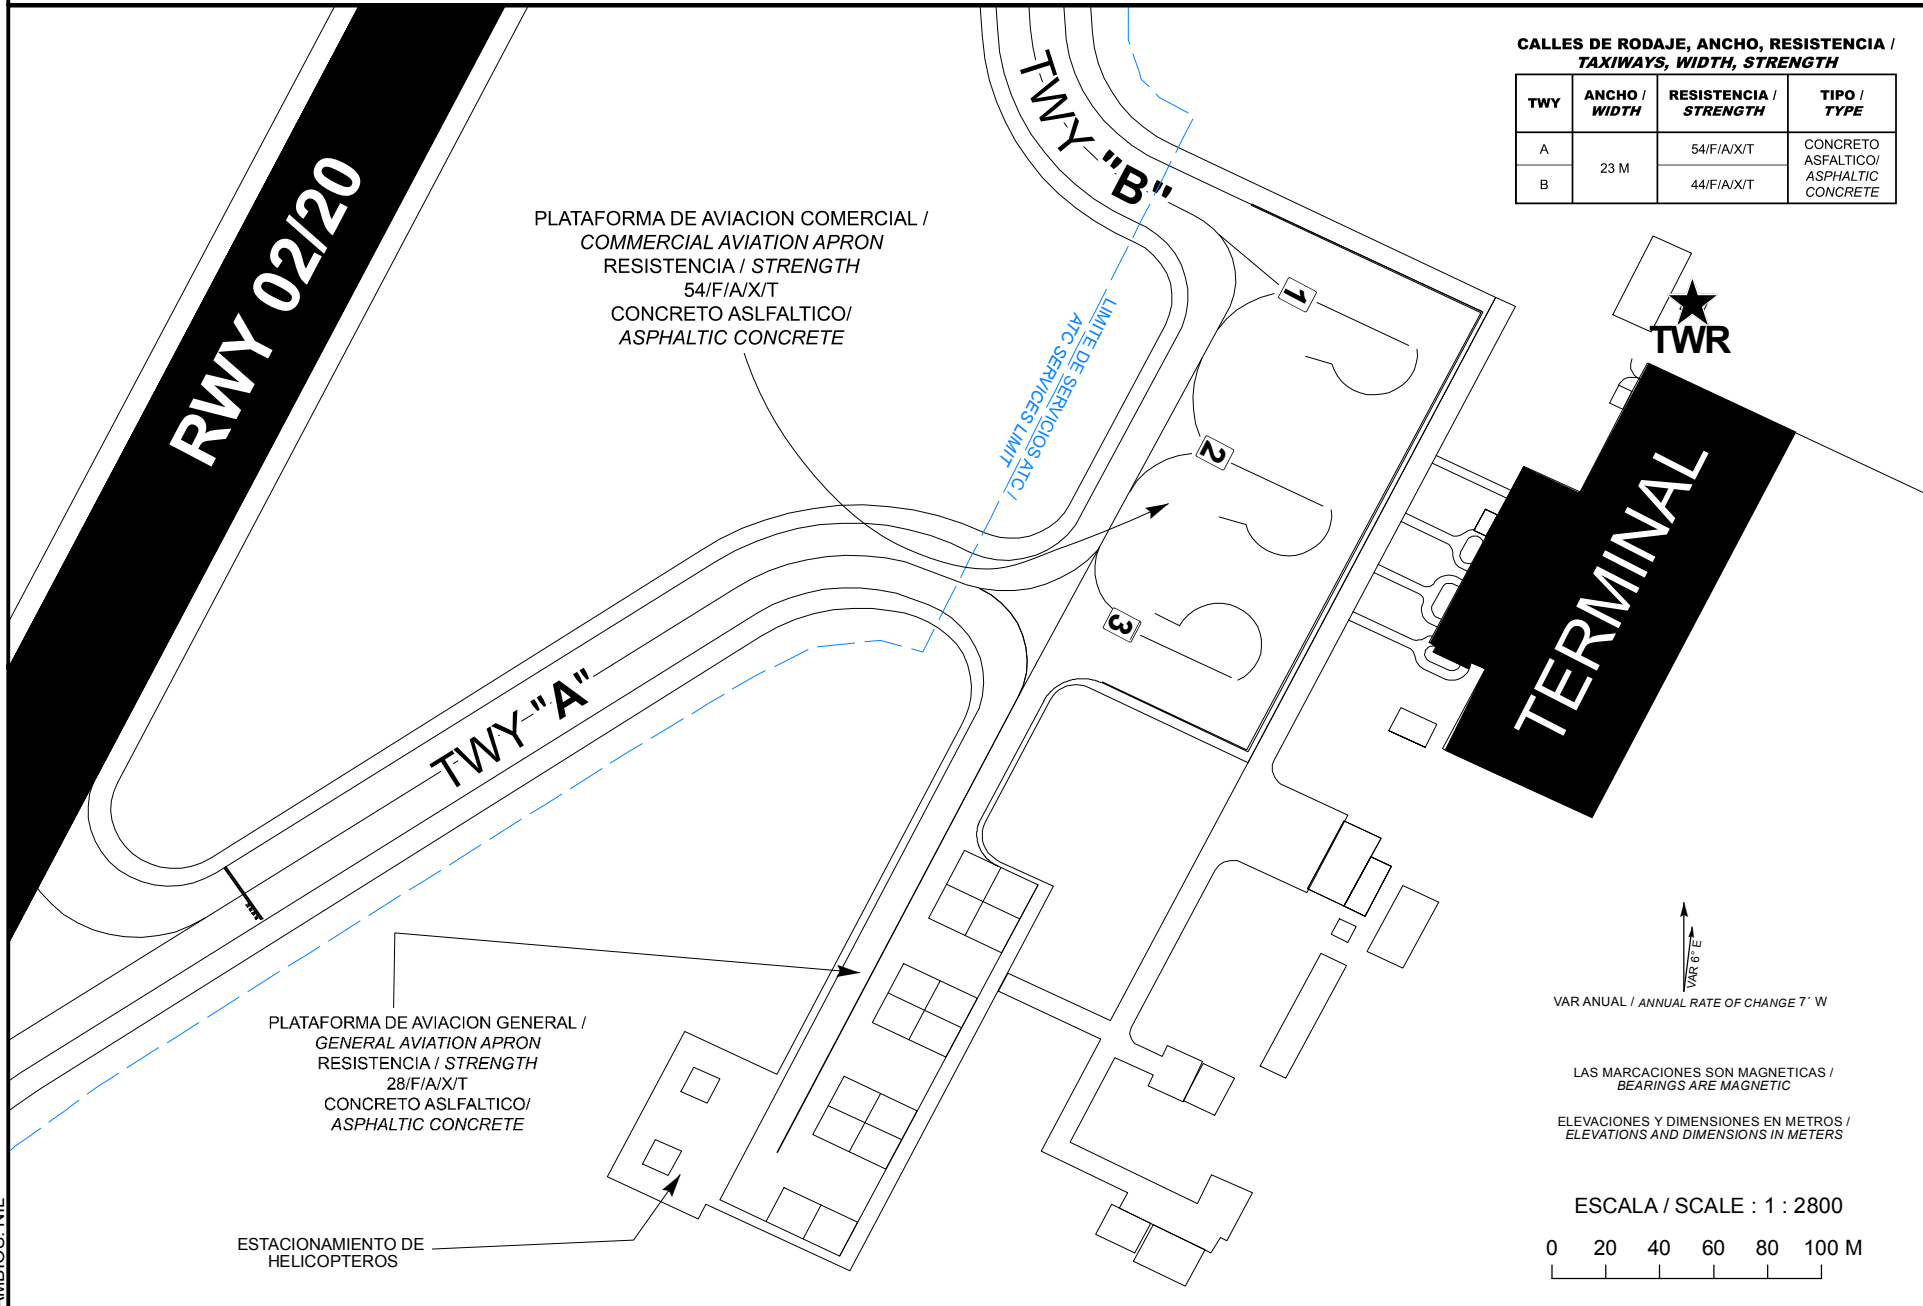 CALLES DE RODAJE, ANCHO, RESISTENCIA /
TAXIWAYS, WIDTH, STRENGTH
TWY
ANCHO /
WIDTH
RESISTENCIA /
STRENGTH
TIPO /
TYPE
A
23 M
54/F/A/X/T
CONCRETO
ASFALTICO/
ASPHALTIC
CONCRETE
B
44/F/A/X/T
RWY 02/20
TWY "B"
PLATAFORMA DE AVIACION COMERCIAL /
COMMERCIAL AVIATION APRON
RESISTENCIA / STRENGTH
54/F/A/X/T
CONCRETO ASLFALTICO/
ASPHALTIC CONCRETE
LIMITE DE SERVICIOS ATC /
ATC SERVICES LIMIT
1
2
3
TWR
TERMINAL
TWY "A"
PLATAFORMA DE AVIACION GENERAL /
GENERAL AVIATION APRON
RESISTENCIA / STRENGTH
28/F/A/X/T
CONCRETO ASLFALTICO/
ASPHALTIC CONCRETE
ESTACIONAMIENTO DE
HELICOPTEROS
VAR 6° E
VAR ANUAL / ANNUAL RATE OF CHANGE 7´ W
LAS MARCACIONES SON MAGNETICAS /
BEARINGS ARE MAGNETIC
ELEVACIONES Y DIMENSIONES EN METROS /
ELEVATIONS AND DIMENSIONS IN METERS
ESCALA / SCALE : 1 : 2800
0 20 40 60 80 100 M